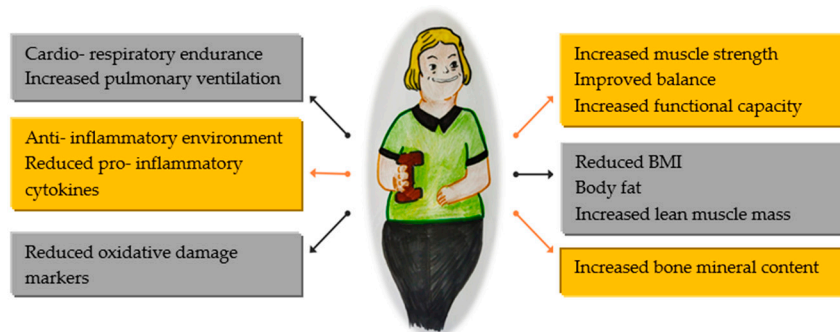 Cardio- respiratory endurance
Increased pulmonary ventilation
Anti- inflammatory environment
Reduced pro- inflammatory
cytokines
Reduced oxidative damage
markers
Increased muscle strength
Improved balance
Increased functional capacity
Reduced BMI
Body fat
Increased lean muscle mass
Increased bone mineral content